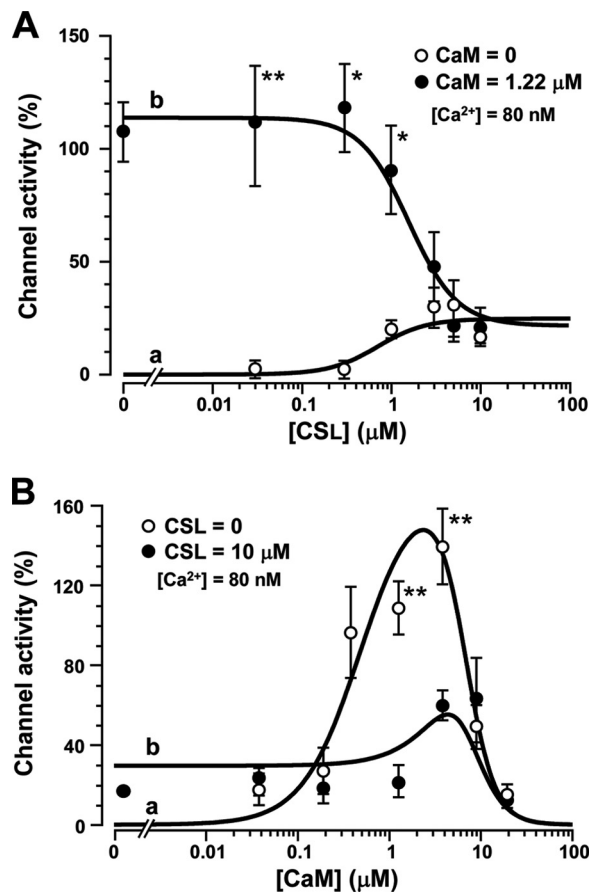 A
Channel activity (%)
150
100
50
0
b
a
**
*
*
○ CaM = 0
● CaM = 1.22 μM
[Ca²⁺] = 80 nM
0 0.01 0.1 1 10 100
[CSL] (μM)
B
Channel activity (%)
160
120
80
40
0
b
a
**
**
○ CSL = 0
● CSL = 10 μM
[Ca²⁺] = 80 nM
0 0.01 0.1 1 10 100
[CaM] (μM)